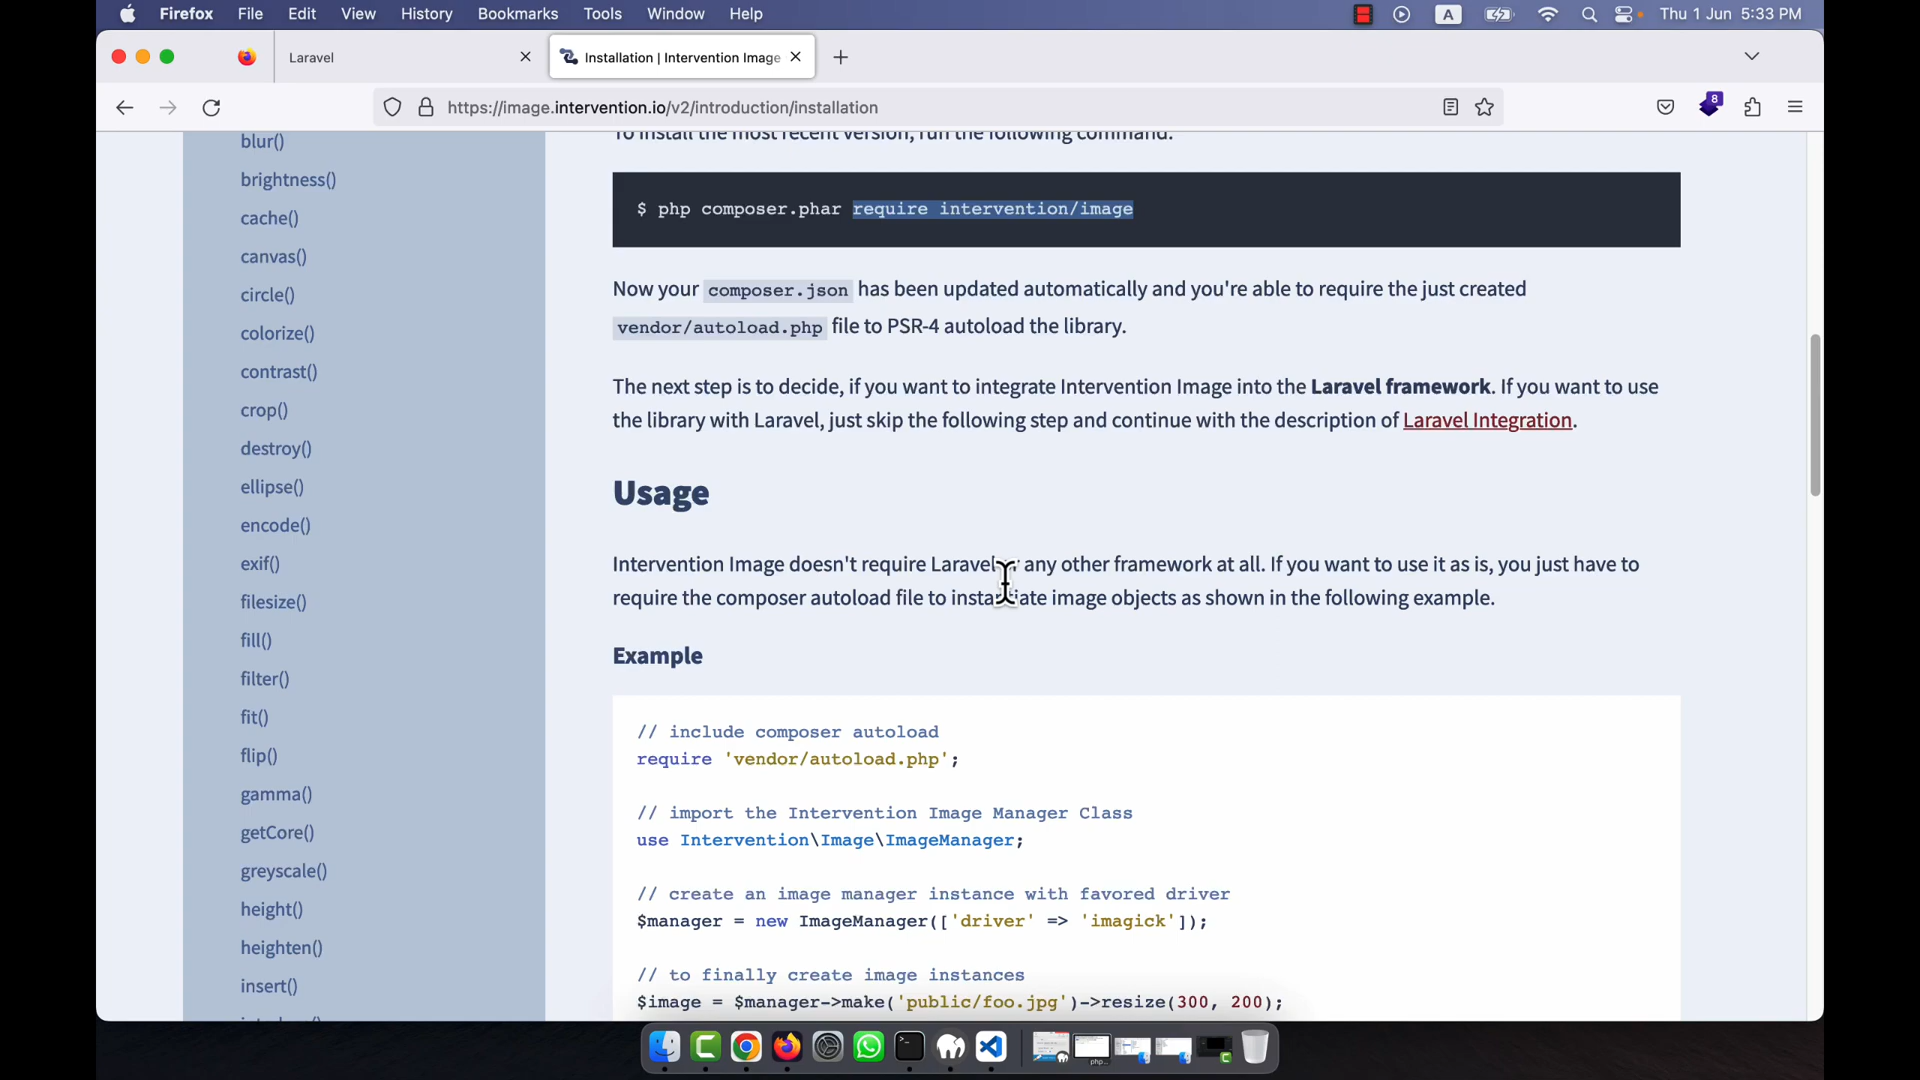 Firefox File Edit View History Bookmarks Tools Window Help
A
Thu 1 Jun 5:33 PM
Laravel
Installation | Intervention Image
https://image.intervention.io/v2/introduction/installation
8
blur()
brightness()
cache()
canvas()
circle()
colorize()
contrast()
crop()
destroy()
ellipse()
encode()
exif()
filesize()
fill()
filter()
fit()
flip()
gamma()
getCore()
greyscale()
height()
heighten()
insert()
To install the most recent version, run the following command.
$ php composer.phar require intervention/image
Now your composer.json has been updated automatically and you're able to require the just created
vendor/autoload.php file to PSR-4 autoload the library.
The next step is to decide, if you want to integrate Intervention Image into the Laravel framework. If you want to use
the library with Laravel, just skip the following step and continue with the description of Laravel Integration.
Usage
Intervention Image doesn't require Laravel or any other framework at all. If you want to use it as is, you just have to
require the composer autoload file to instantiate image objects as shown in the following example.
Example
// include composer autoload
require 'vendor/autoload.php';
// import the Intervention Image Manager Class
use Intervention\Image\ImageManager;
// create an image manager instance with favored driver
$manager = new ImageManager(['driver' => 'imagick']);
// to finally create image instances
$image = $manager->make('public/foo.jpg')->resize(300, 200);
php